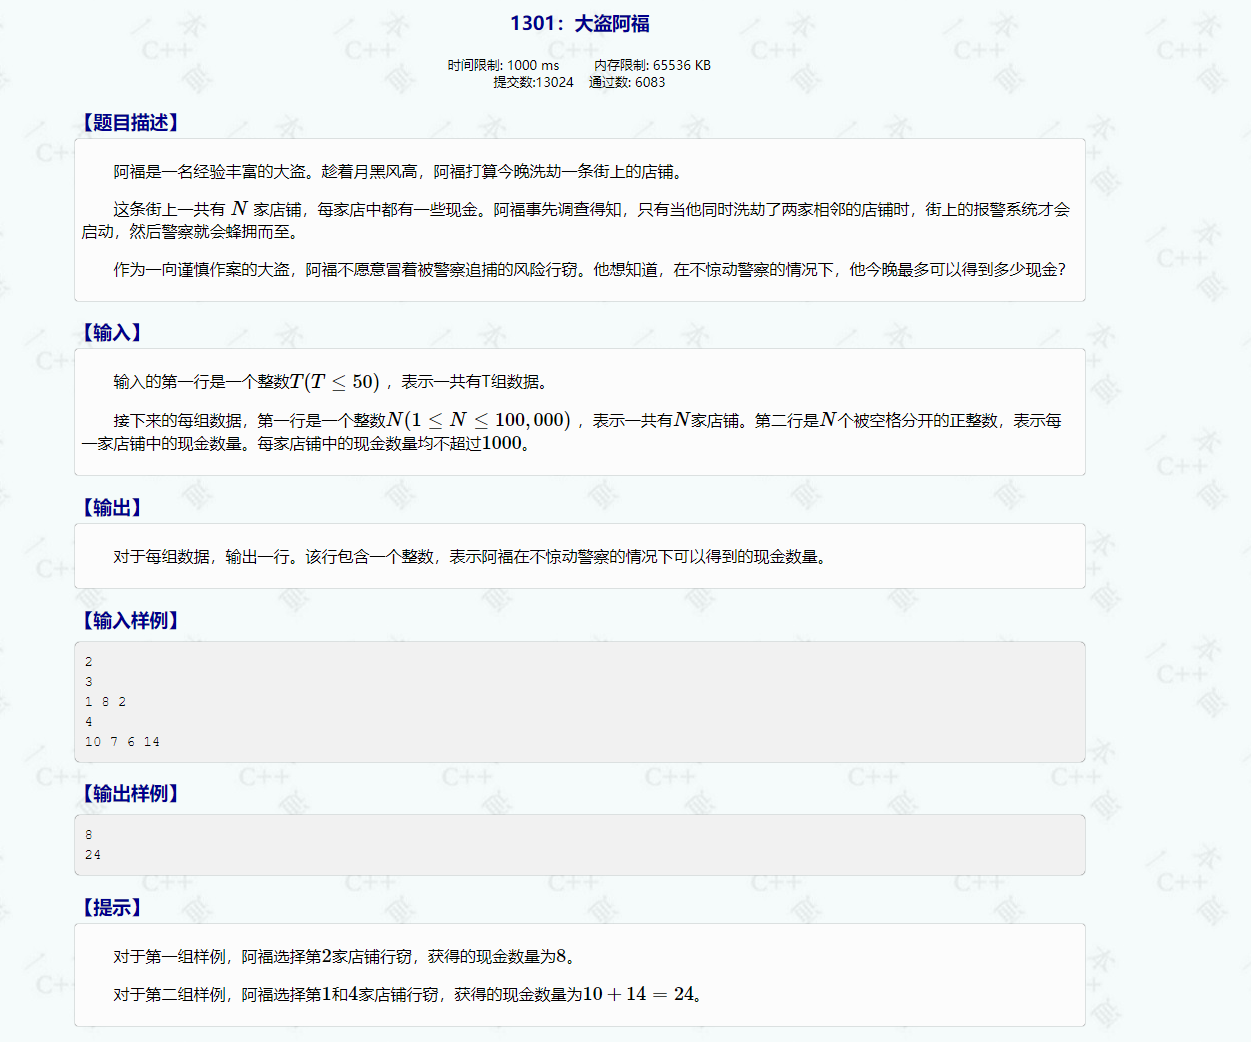 1301：大盗阿福
时间限制: 1000 ms 内存限制: 65536 KB
提交数:13024 通过数: 6083
【题目描述】
阿福是一名经验丰富的大盗。趁着月黑风高，阿福打算今晚洗劫一条街上的店铺。
这条街上一共有 N 家店铺，每家店中都有一些现金。阿福事先调查得知，只有当他同时洗劫了两家相邻的店铺时，街上的报警系统才会
启动，然后警察就会蜂拥而至。
作为一向谨慎作案的大盗，阿福不愿意冒着被警察追捕的风险行窃。他想知道，在不惊动警察的情况下，他今晚最多可以得到多少现金？
【输入】
输入的第一行是一个整数T(T ≤ 50) ，表示一共有T组数据。
接下来的每组数据，第一行是一个整数N(1 ≤ N ≤ 100,000) ，表示一共有N家店铺。第二行是N个被空格分开的正整数，表示每
一家店铺中的现金数量。每家店铺中的现金数量均不超过1000。
【输出】
对于每组数据，输出一行。该行包含一个整数，表示阿福在不惊动警察的情况下可以得到的现金数量。
【输入样例】
2
3
1 8 2
4
10 7 6 14
【输出样例】
8
24
【提示】
对于第一组样例，阿福选择第2家店铺行窃，获得的现金数量为8。
对于第二组样例，阿福选择第1和4家店铺行窃，获得的现金数量为10 + 14 = 24。